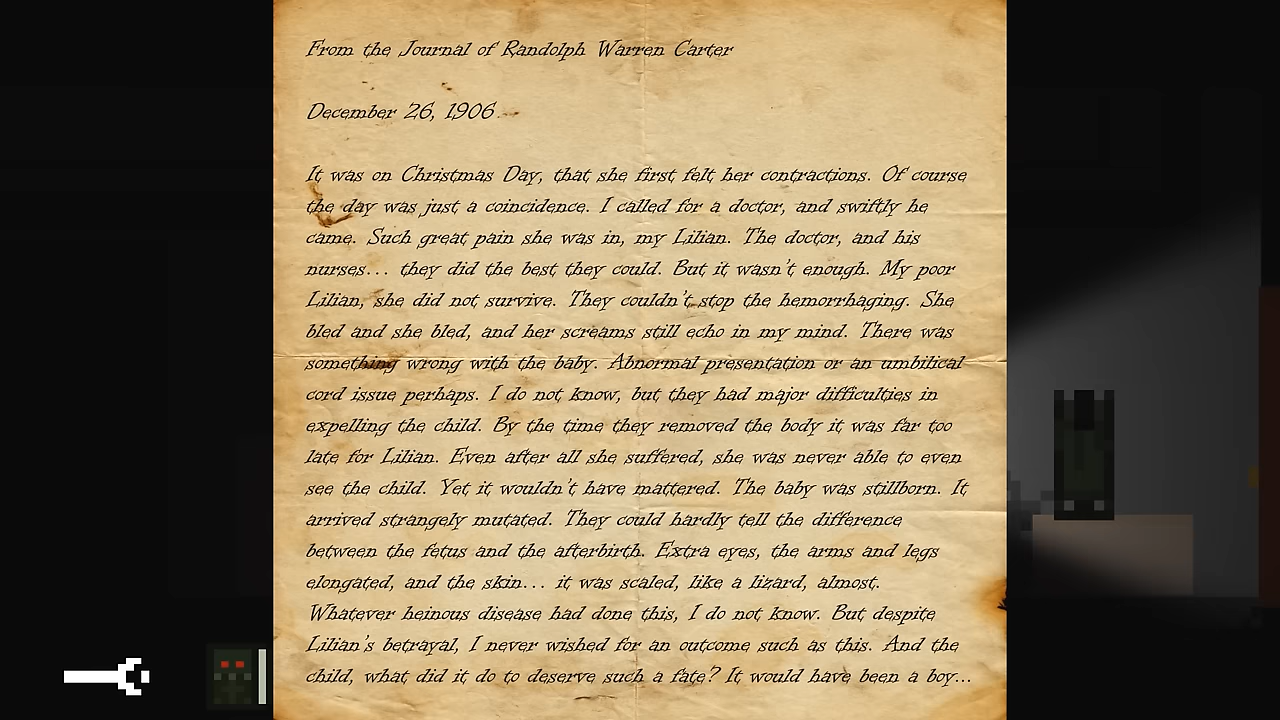 From the Journal of Randolph Warren Carter
December 26, 1906
It was on Christmas Day, that she first felt her contractions. Of course
the day was just a coincidence. I called for a doctor, and swiftly he
came. Such great pain she was in, my Lilian. The doctor, and his
nurses... they did the best they could. But it wasn't enough. My poor
Lilian, she did not survive. They couldn't stop the hemorrhaging. She
bled and she bled, and her screams still echo in my mind. There was
something wrong with the baby. Abnormal presentation or an umbilical
cord issue perhaps. I do not know, but they had major difficulties in
expelling the child. By the time they removed the body it was far too
late for Lilian. Even after all she suffered, she was never able to even
see the child. Yet it wouldn't have mattered. The baby was stillborn. It
arrived strangely mutated. They could hardly tell the difference
between the fetus and the afterbirth. Extra eyes, the arms and legs
elongated, and the skin... it was scaled, like a lizard, almost.
Whatever heinous disease had done this, I do not know. But despite
Lilian's betrayal, I never wished for an outcome such as this. And the
child, what did it do to deserve such a fate? It would have been a boy...